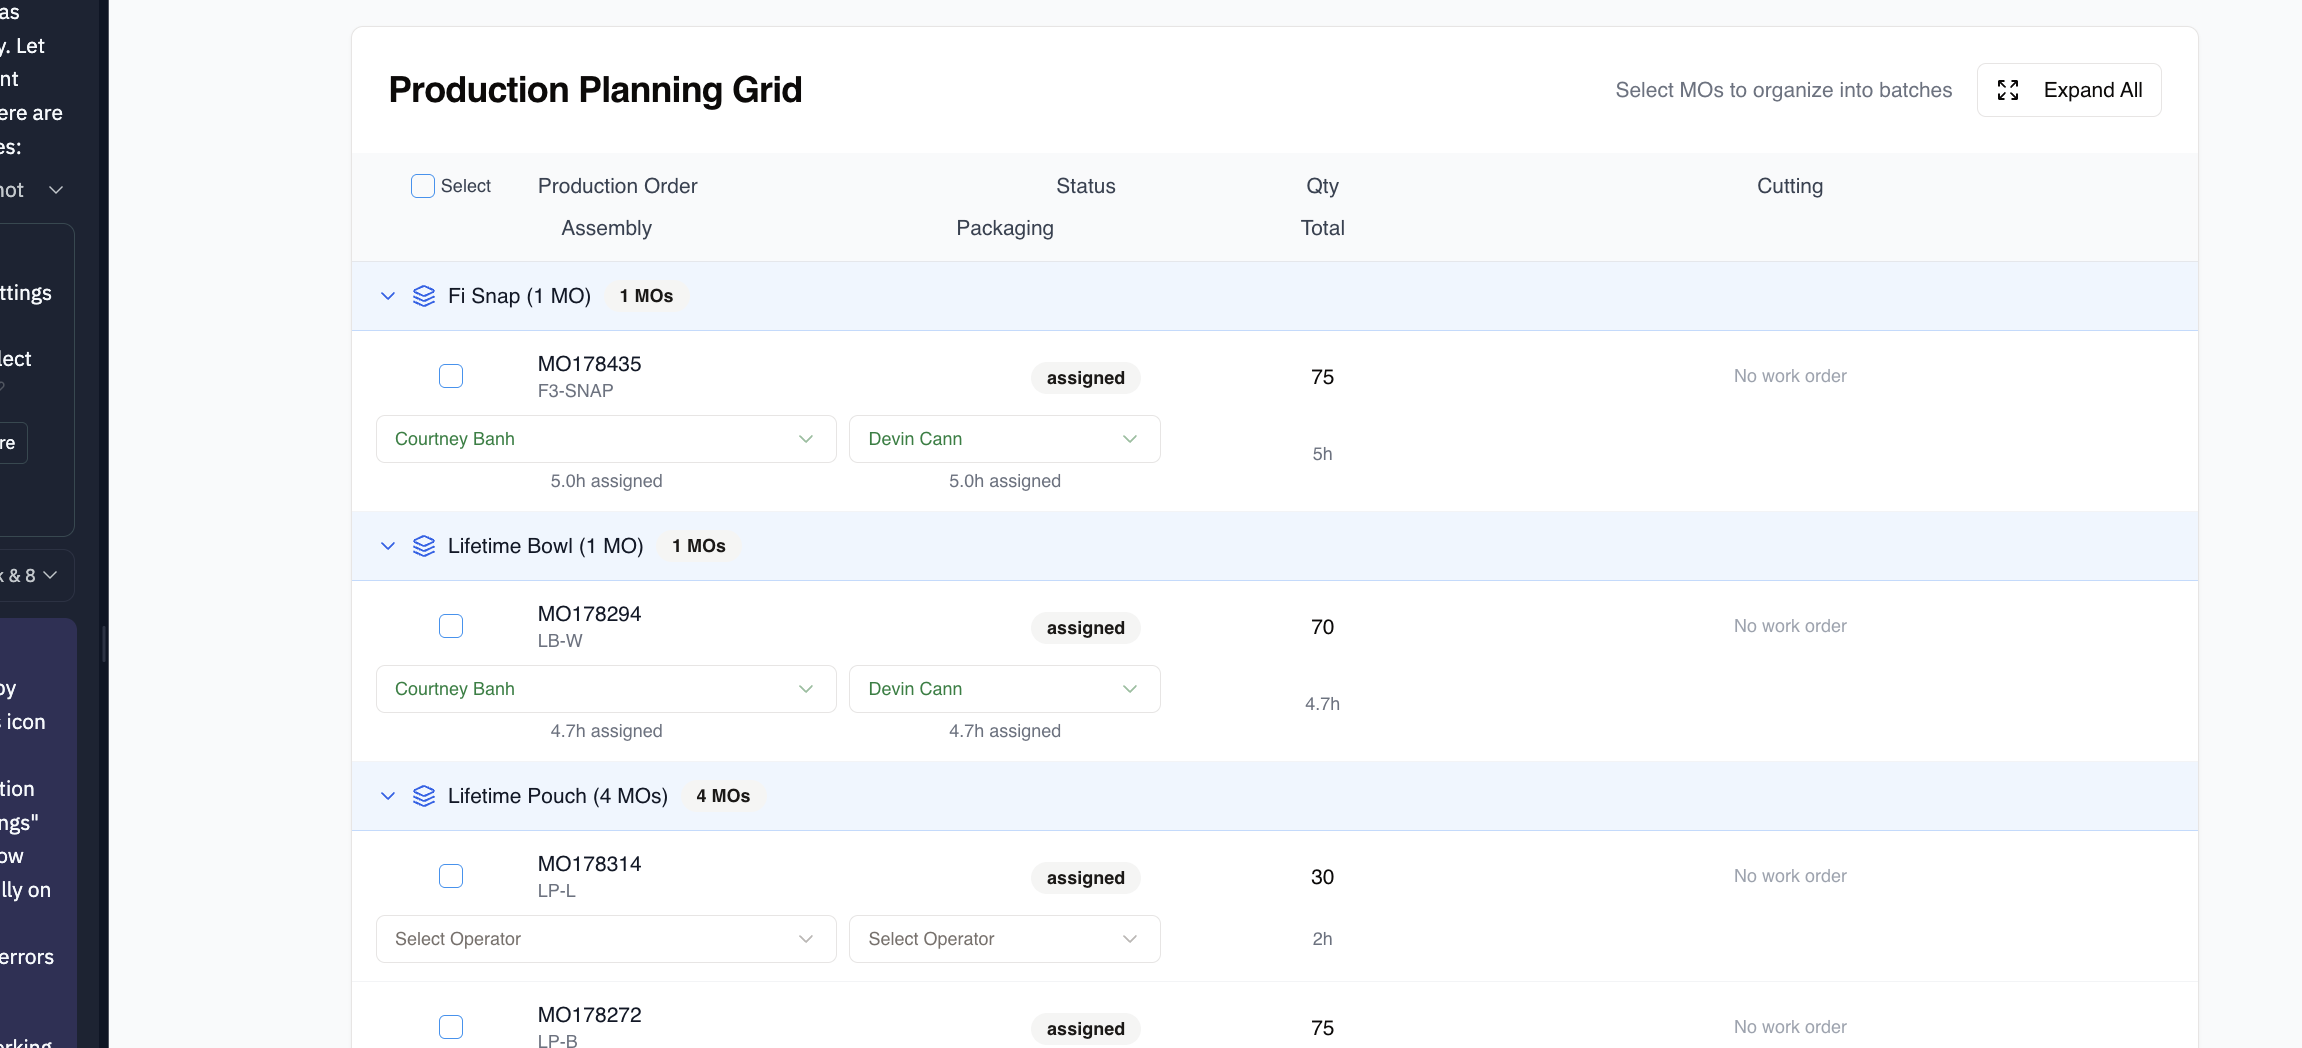 as
y. Let
nt
ere are
es:
not
ttings
lect
re
& 8
by
s icon
tion
ngs"
ow
lly on
errors
orking
Production Planning Grid
Select MOs to organize into batches
Expand All
Select Production Order Status Qty Cutting
Assembly Packaging Total
Fi Snap (1 MO) 1 MOs
MO178435 assigned 75 No work order
F3-SNAP
Courtney Banh Devin Cann 5h
5.0h assigned 5.0h assigned
Lifetime Bowl (1 MO) 1 MOs
MO178294 assigned 70 No work order
LB-W
Courtney Banh Devin Cann 4.7h
4.7h assigned 4.7h assigned
Lifetime Pouch (4 MOs) 4 MOs
MO178314 assigned 30 No work order
LP-L
Select Operator Select Operator 2h
MO178272 assigned 75 No work order
LP-B